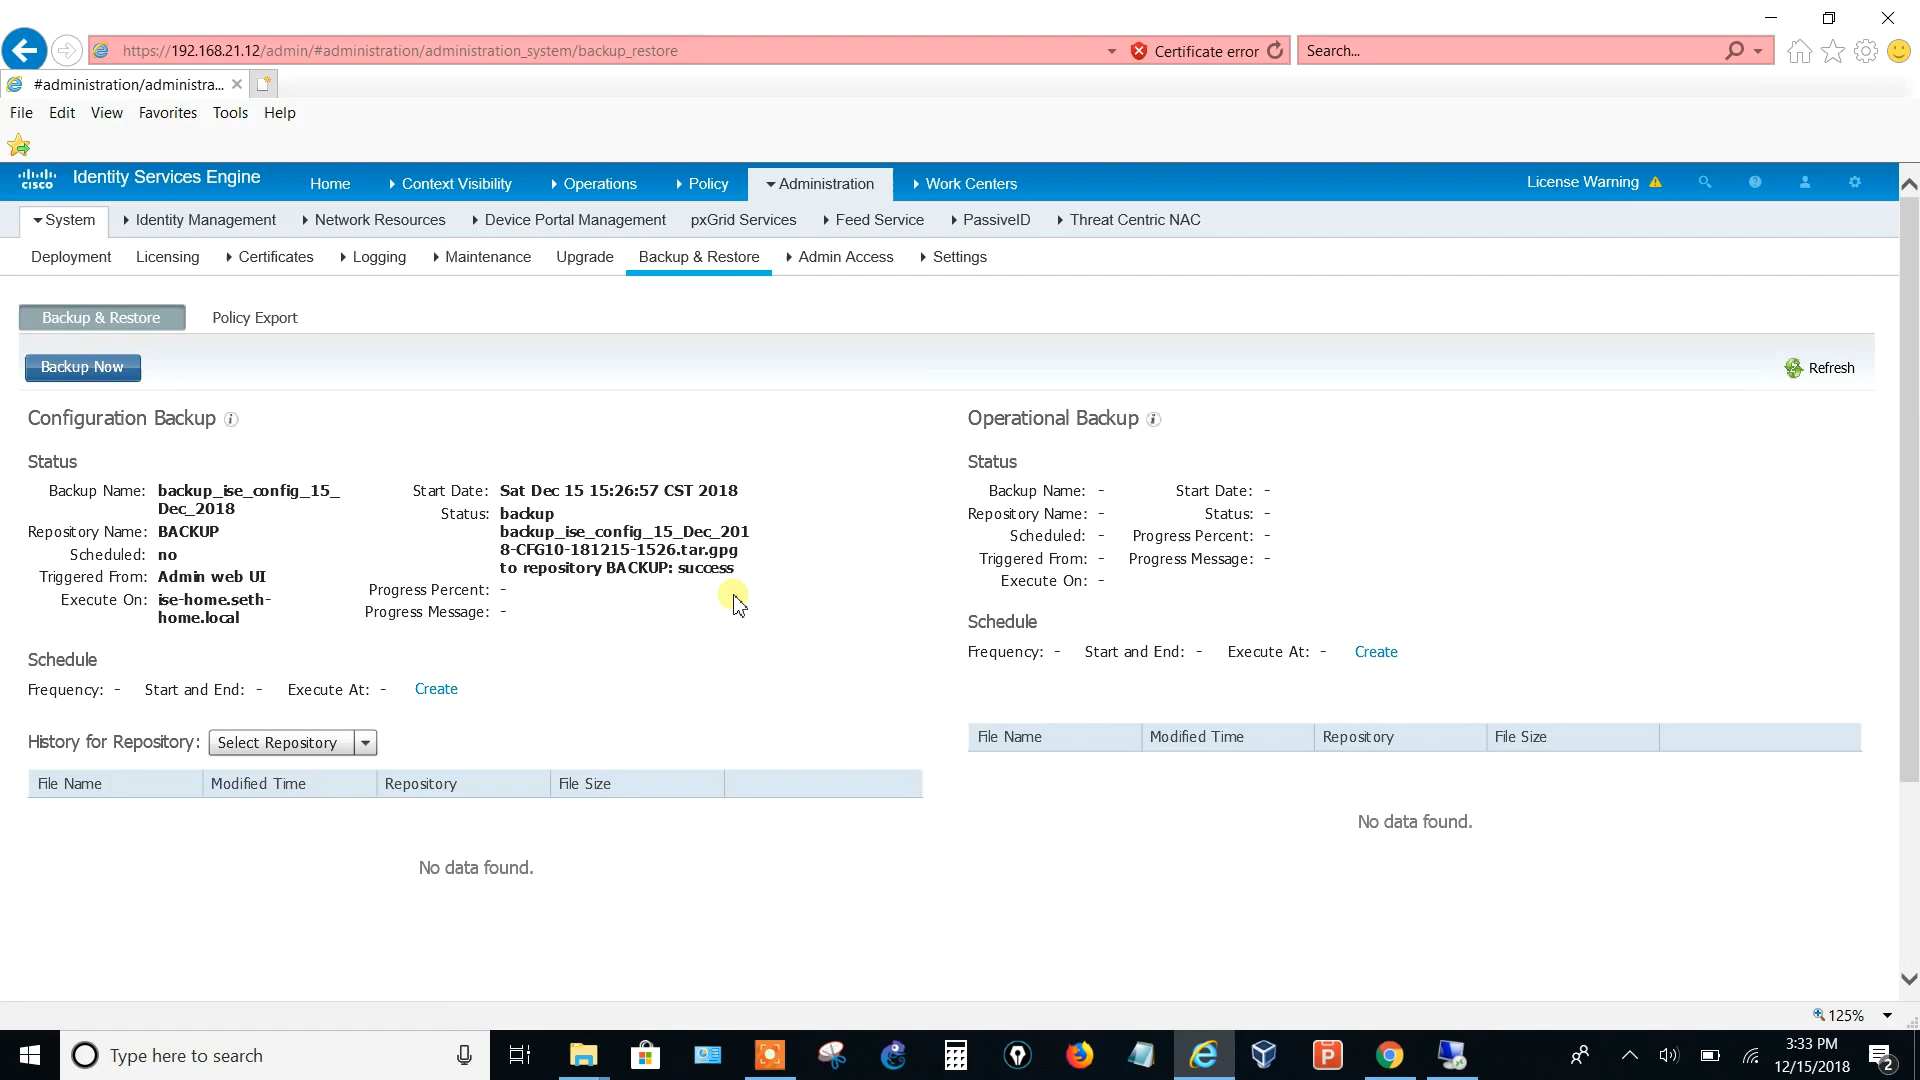 https://192.168.21.12/admin/#administration/administration_system/backup_restore
Certificate error
Search...
#administration/administra...
File Edit View Favorites Tools Help
cisco Identity Services Engine
Home Context Visibility Operations Policy Administration Work Centers
License Warning
System Identity Management Network Resources Device Portal Management pxGrid Services Feed Service PassiveID Threat Centric NAC
Deployment Licensing Certificates Logging Maintenance Upgrade Backup & Restore Admin Access Settings
Backup & Restore Policy Export
Backup Now
Refresh
Configuration Backup
Status
Backup Name: backup_ise_config_15_
Dec_2018
Repository Name: BACKUP
Scheduled: no
Triggered From: Admin web UI
Execute On: ise-home.seth-
home.local
Start Date: Sat Dec 15 15:26:57 CST 2018
Status: backup
backup_ise_config_15_Dec_201
8-CFG10-181215-1526.tar.gpg
to repository BACKUP: success
Progress Percent: -
Progress Message: -
Schedule
Frequency: - Start and End: - Execute At: - Create
History for Repository: Select Repository
File Name Modified Time Repository File Size
No data found.
Operational Backup
Status
Backup Name: - Start Date: -
Repository Name: - Status: -
Scheduled: - Progress Percent: -
Triggered From: - Progress Message: -
Execute On: -
Schedule
Frequency: - Start and End: - Execute At: - Create
File Name Modified Time Repository File Size
No data found.
125%
Type here to search
3:33 PM
12/15/2018
2